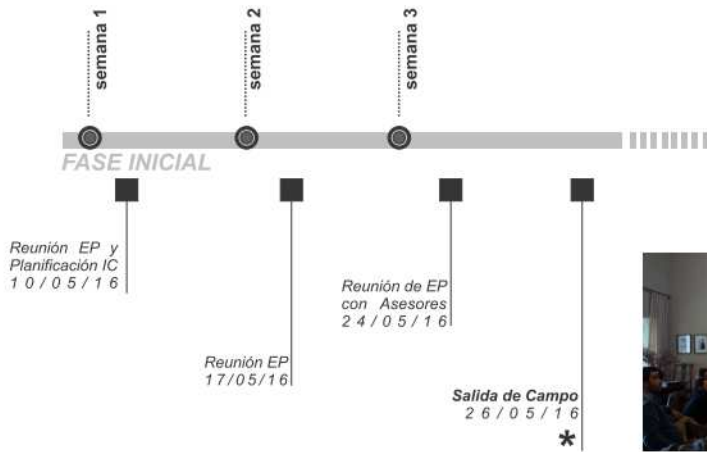 semana 1
semana 2
semana 3
FASE INICIAL
Reunión EP y
Planificación IC
10/05/16
Reunión EP
17/05/16
Reunión de EP
con Asesores
24/05/16
Salida de Campo
26/05/16
*